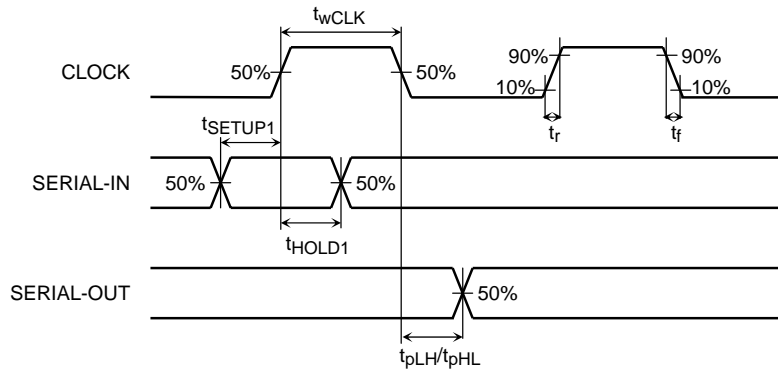 twCLK
CLOCK 50% 50% 90% 90%
10% 10%
tSETUP1 tr tf
SERIAL-IN 50% 50%
tHOLD1
SERIAL-OUT 50%
tpLH/tpHL